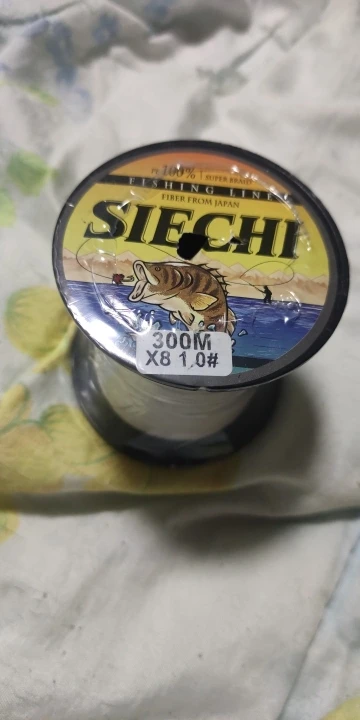 PE 100% SUPER BRAID
FISHING LINE
FIBER FROM JAPAN
SIECHI
300M
X8 1.0#